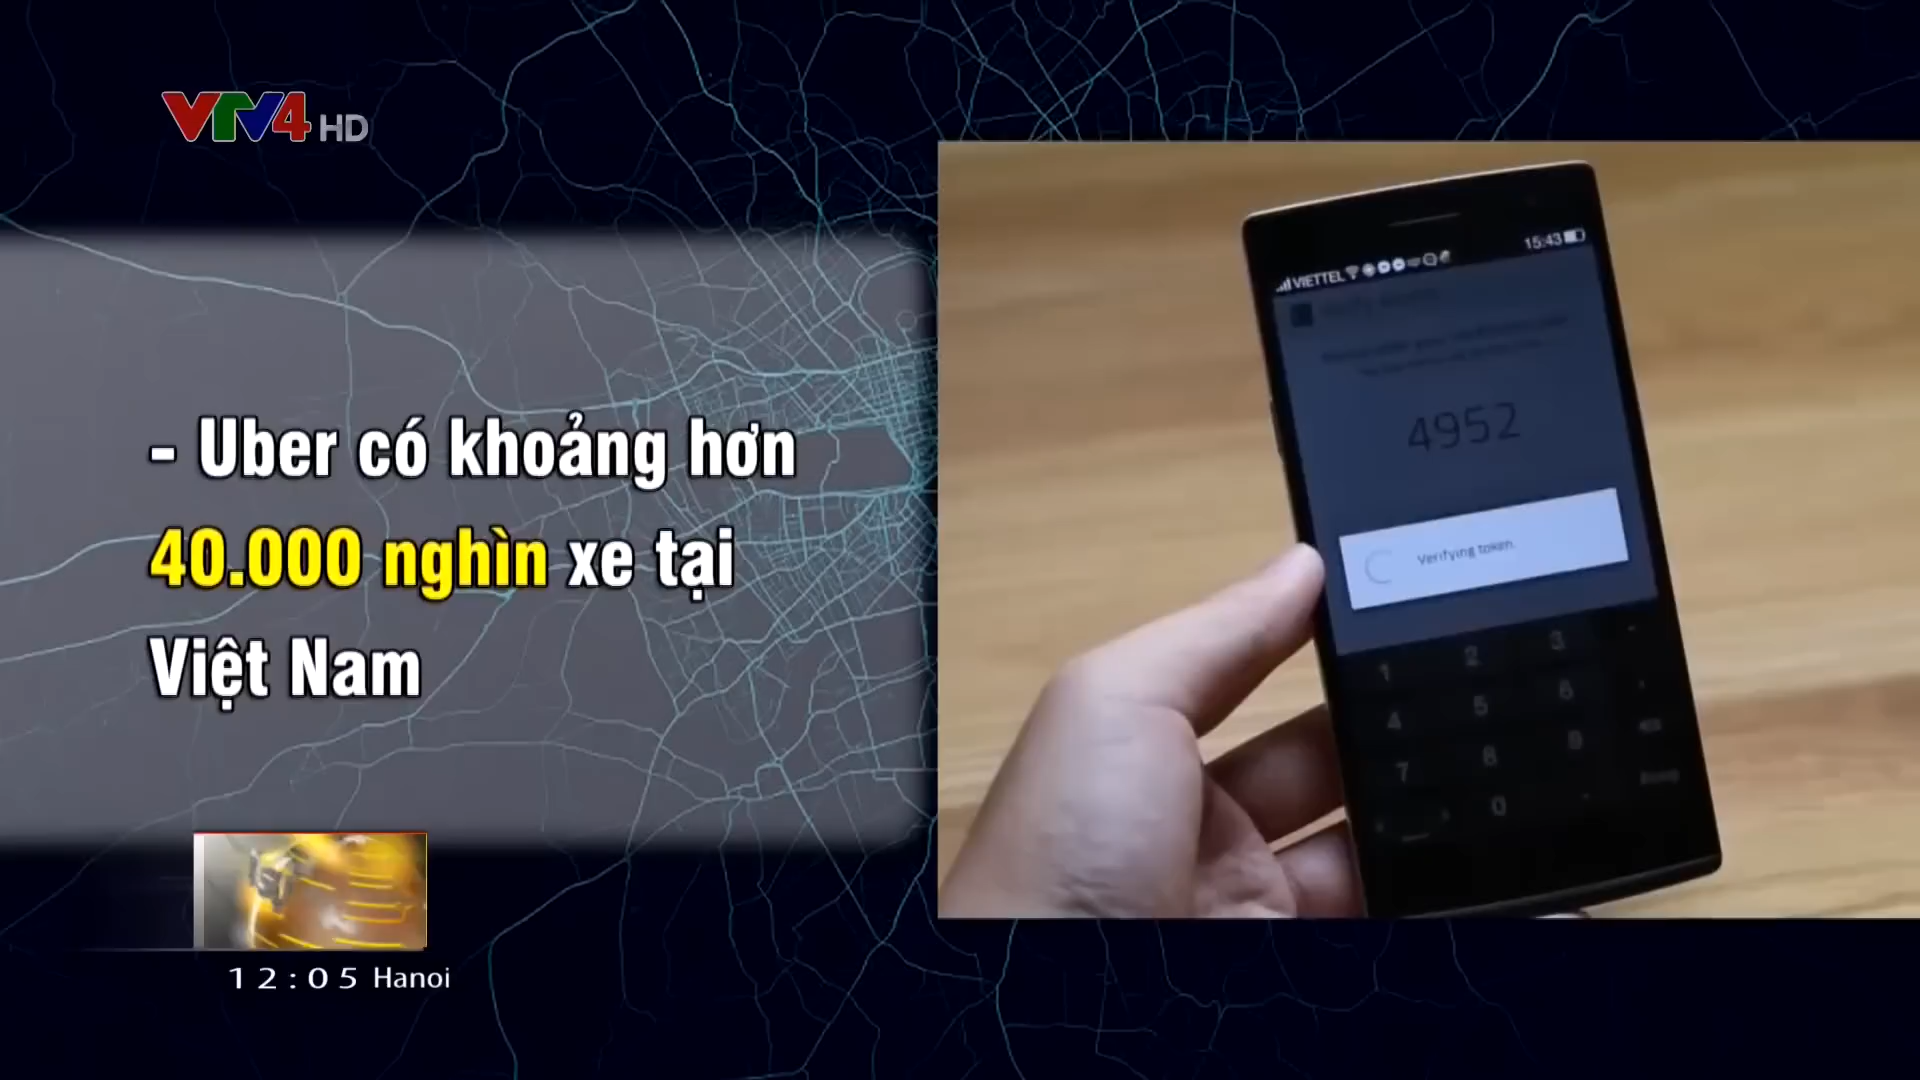 VTV4 HD
- Uber có khoảng hơn
40.000 nghìn xe tại
Việt Nam
12:05 Hanoi
VIETTEL 15:43
4952
Verifying token
1 2 3
4 5 6
7 8 9
0